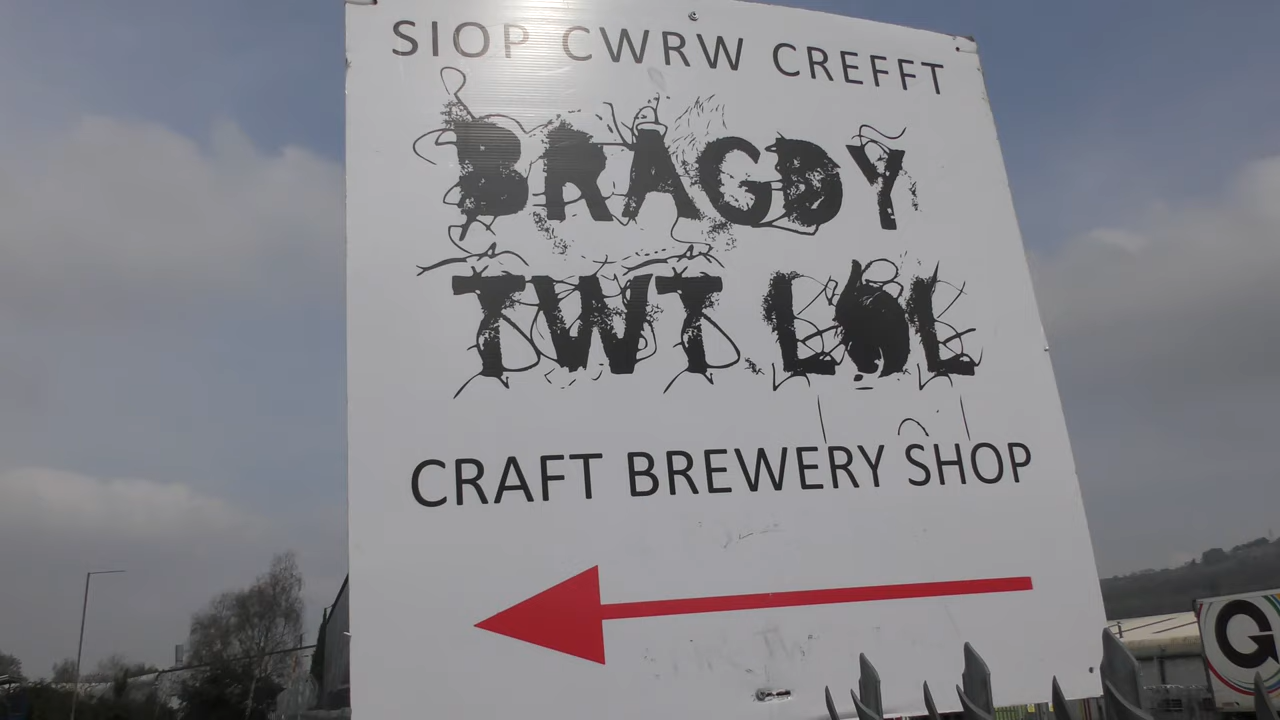 SIOP CWRW CREFFT
BRAGDY
TWT LOL
CRAFT BREWERY SHOP